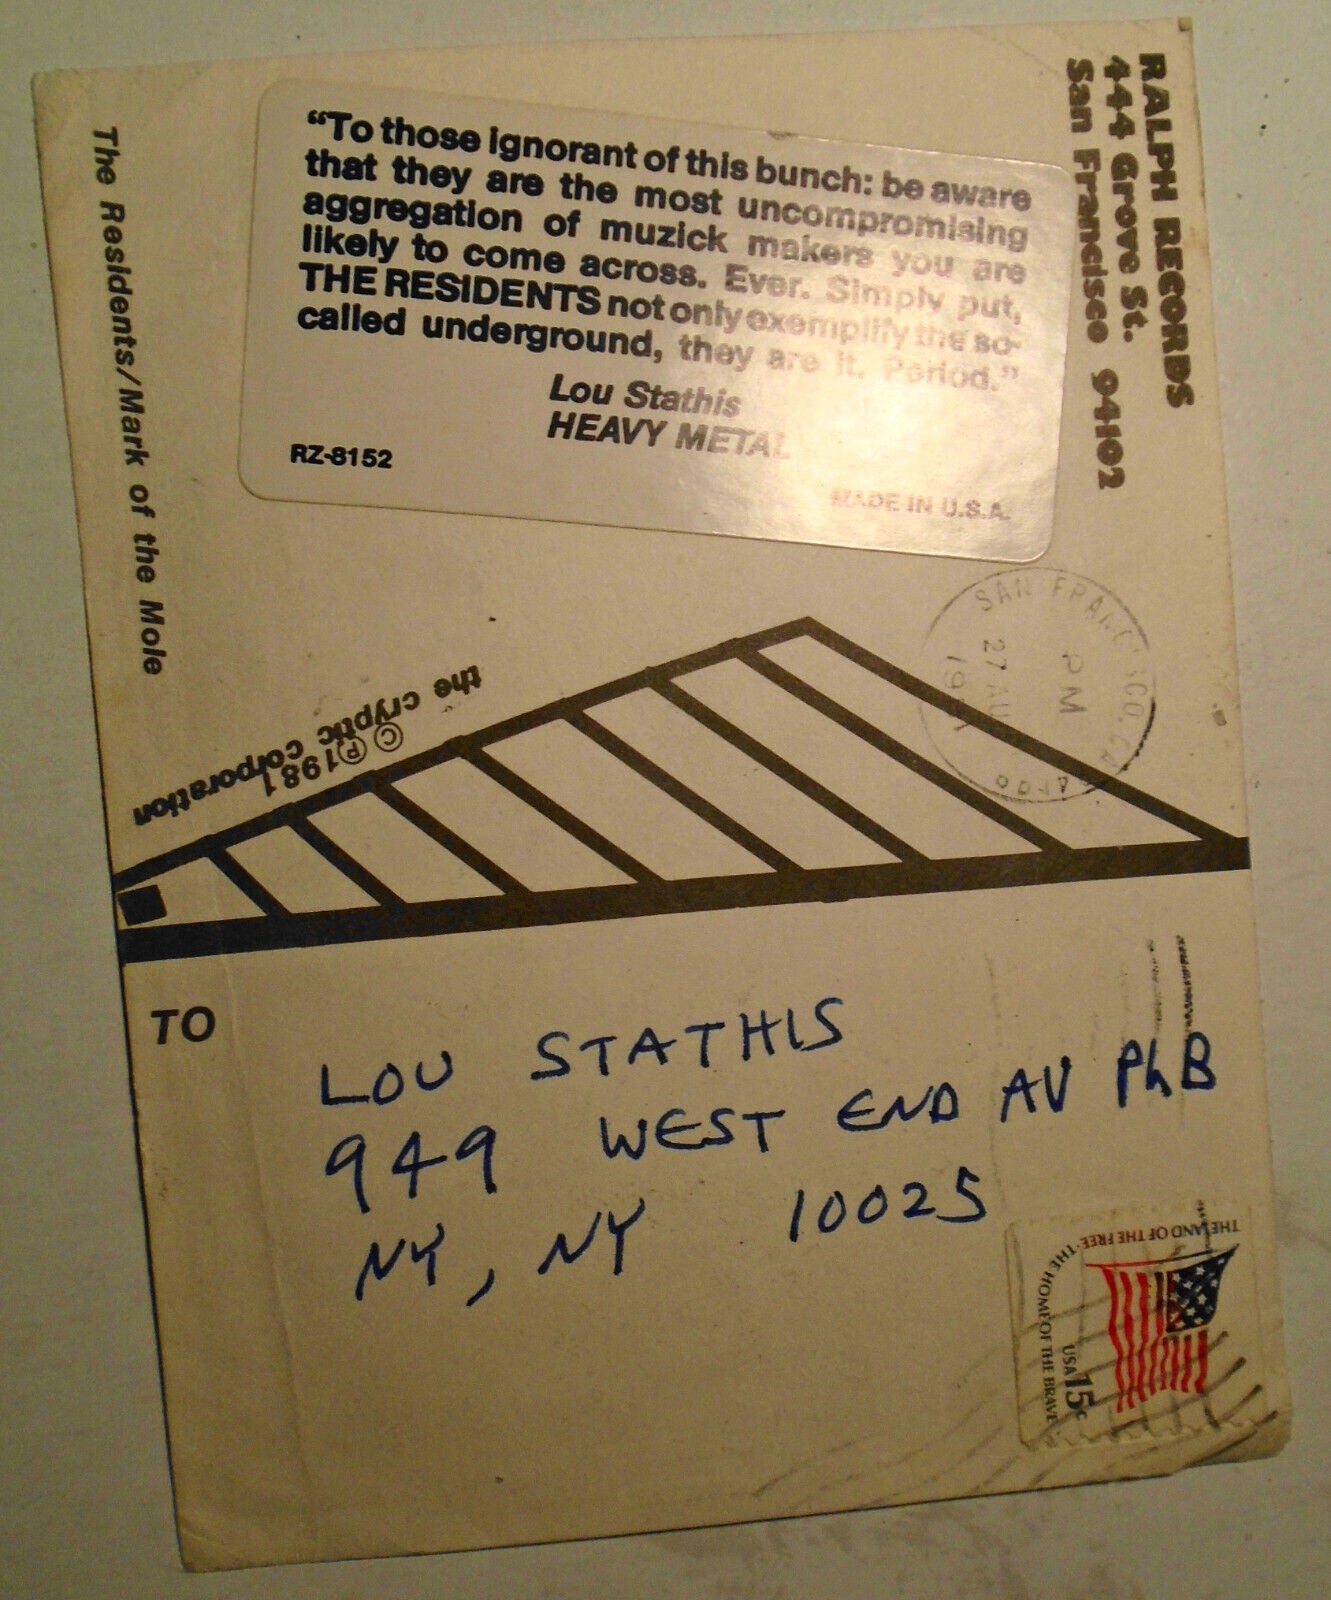 RALPH RECORDS
444 Grove St.
San Francisco 94102
"To those ignorant of this bunch: be aware
that they are the most uncompromising
aggregation of muzick makers you are
likely to come across. Ever. Simply put,
THE RESIDENTS not only exemplify the so-
called underground, they are it. Period."
Lou Stathis
HEAVY METAL
RZ-8152
MADE IN U.S.A.
The Residents/Mark of the Mole
©℗1981
the cryptic corporation
SAN FRANCISCO, CA
PM
27 AU
TO
LOU STATHIS
949 WEST END AV PhB
NY, NY 10025
THE LAND OF THE FREE · THE HOME OF THE BRAVE
USA 15c